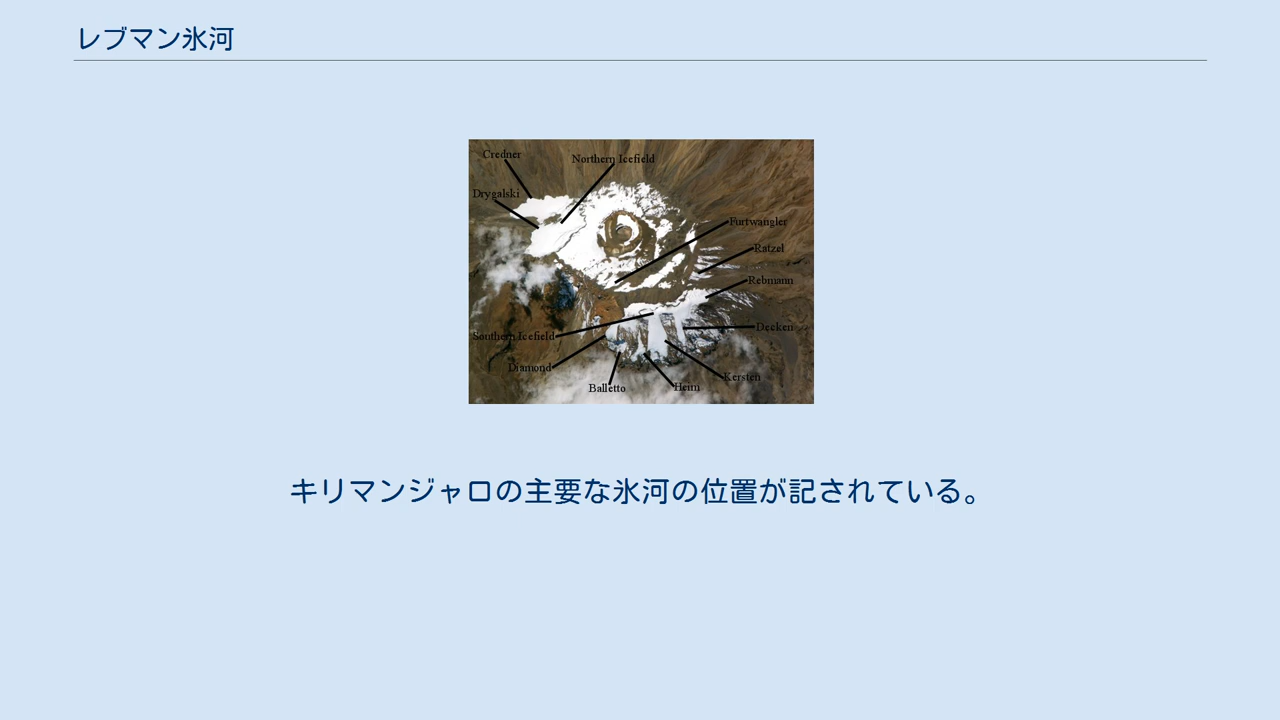 レブマン氷河
Credner
Northern Icefield
Drygalski
Furtwangler
Ratzel
Rebmann
Decken
Southern Icefield
Diamond
Kersten
Balletto
Heim
キリマンジャロの主要な氷河の位置が記されている。